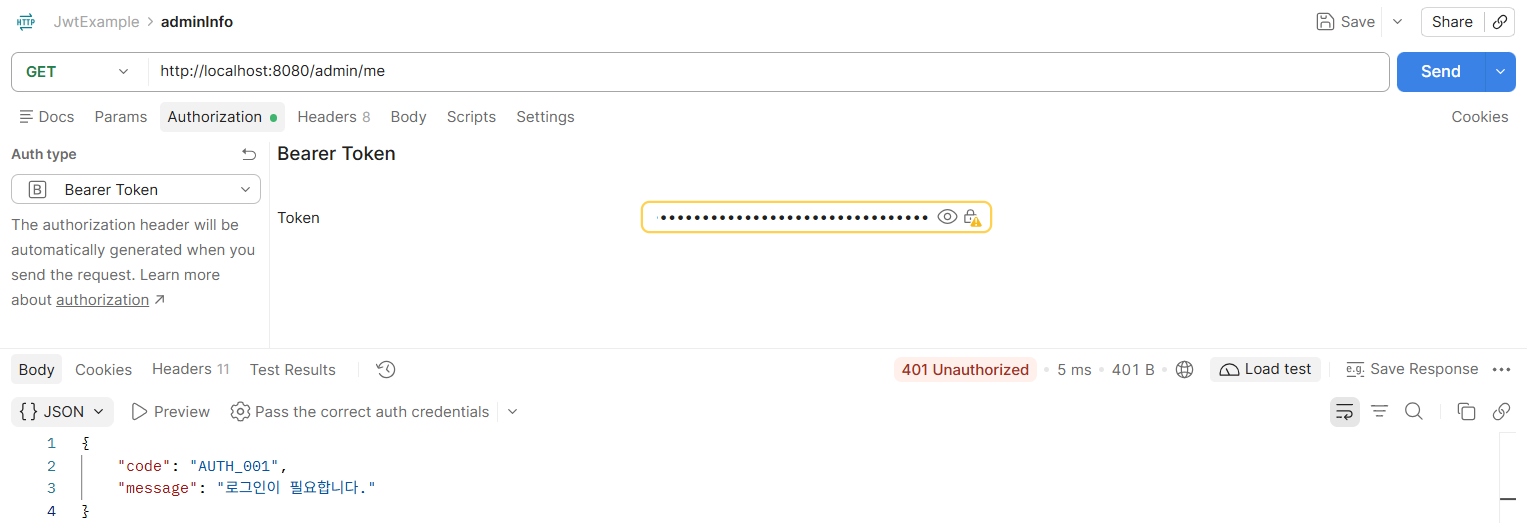 HTTP JwtExample > adminInfo Save Share
GET http://localhost:8080/admin/me Send
Docs Params Authorization Headers 8 Body Scripts Settings Cookies
Auth type
B Bearer Token
The authorization header will be
automatically generated when you
send the request. Learn more
about authorization ↗
Bearer Token
Token ••••••••••••••••••••••••••••••••
Body Cookies Headers 11 Test Results 401 Unauthorized • 5 ms • 401 B • Load test e.g. Save Response •••
{} JSON Preview Pass the correct auth credentials
1 {
2 "code": "AUTH_001",
3 "message": "로그인이 필요합니다."
4 }